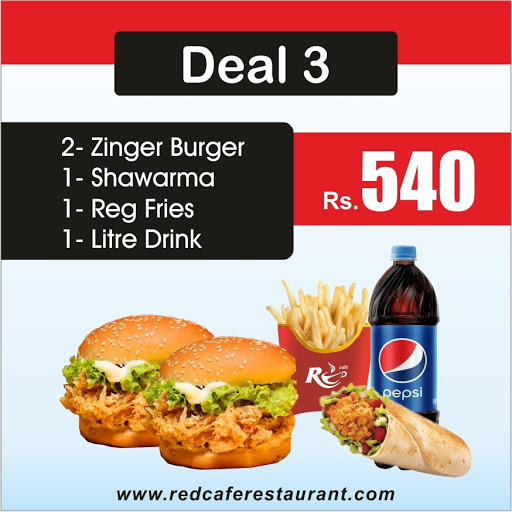 Deal 3
2- Zinger Burger
1- Shawarma
1- Reg Fries
1- Litre Drink
Rs. 540
R cafe
pepsi
www.redcaferestaurant.com